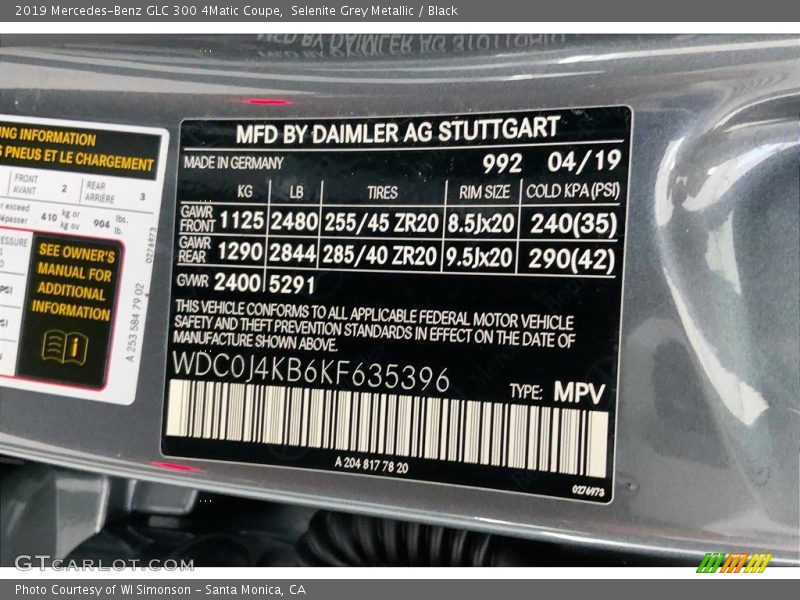 2019 Mercedes-Benz GLC 300 4Matic Coupe,  Selenite Grey Metallic / Black
MFD BY DAIMLER AG STUTTGART
MADE IN GERMANY 992 04/19
KG LB TIRES RIM SIZE COLD KPA(PSI)
GAWR FRONT 1125 2480 255/45 ZR20 8.5Jx20 240(35)
GAWR REAR 1290 2844 285/40 ZR20 9.5Jx20 290(42)
GVWR 2400 5291
THIS VEHICLE CONFORMS TO ALL APPLICABLE FEDERAL MOTOR VEHICLE
SAFETY AND THEFT PREVENTION STANDARDS IN EFFECT ON THE DATE OF
MANUFACTURE SHOWN ABOVE.
WDC0J4KB6KF635396
TYPE: MPV
A 204 817 78 20
0276973
ING INFORMATION
S PNEUS ET LE CHARGEMENT
FRONT
AVANT 2
REAR
ARRIÈRE 3
exceed
410 kg or
kg ou 904 lbs.
lb.
SEE OWNER'S
MANUAL FOR
ADDITIONAL
INFORMATION
0276973
A 253 584 79 02
GTCARLOT.COM
Photo Courtesy of WI Simonson - Santa Monica, CA